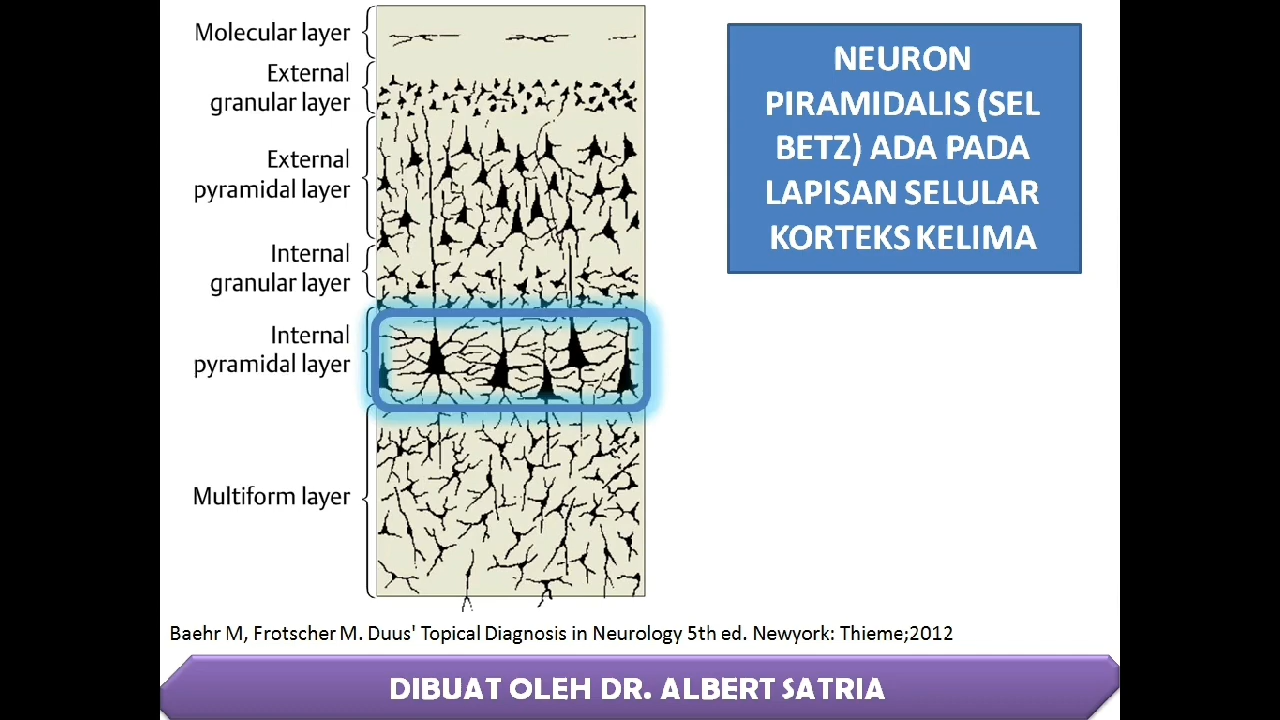 Molecular layer
External
granular layer
External
pyramidal layer
Internal
granular layer
Internal
pyramidal layer
Multiform layer
NEURON
PIRAMIDALIS (SEL
BETZ) ADA PADA
LAPISAN SELULAR
KORTEKS KELIMA
Baehr M, Frotscher M. Duus' Topical Diagnosis in Neurology 5th ed. Newyork: Thieme;2012
DIBUAT OLEH DR. ALBERT SATRIA